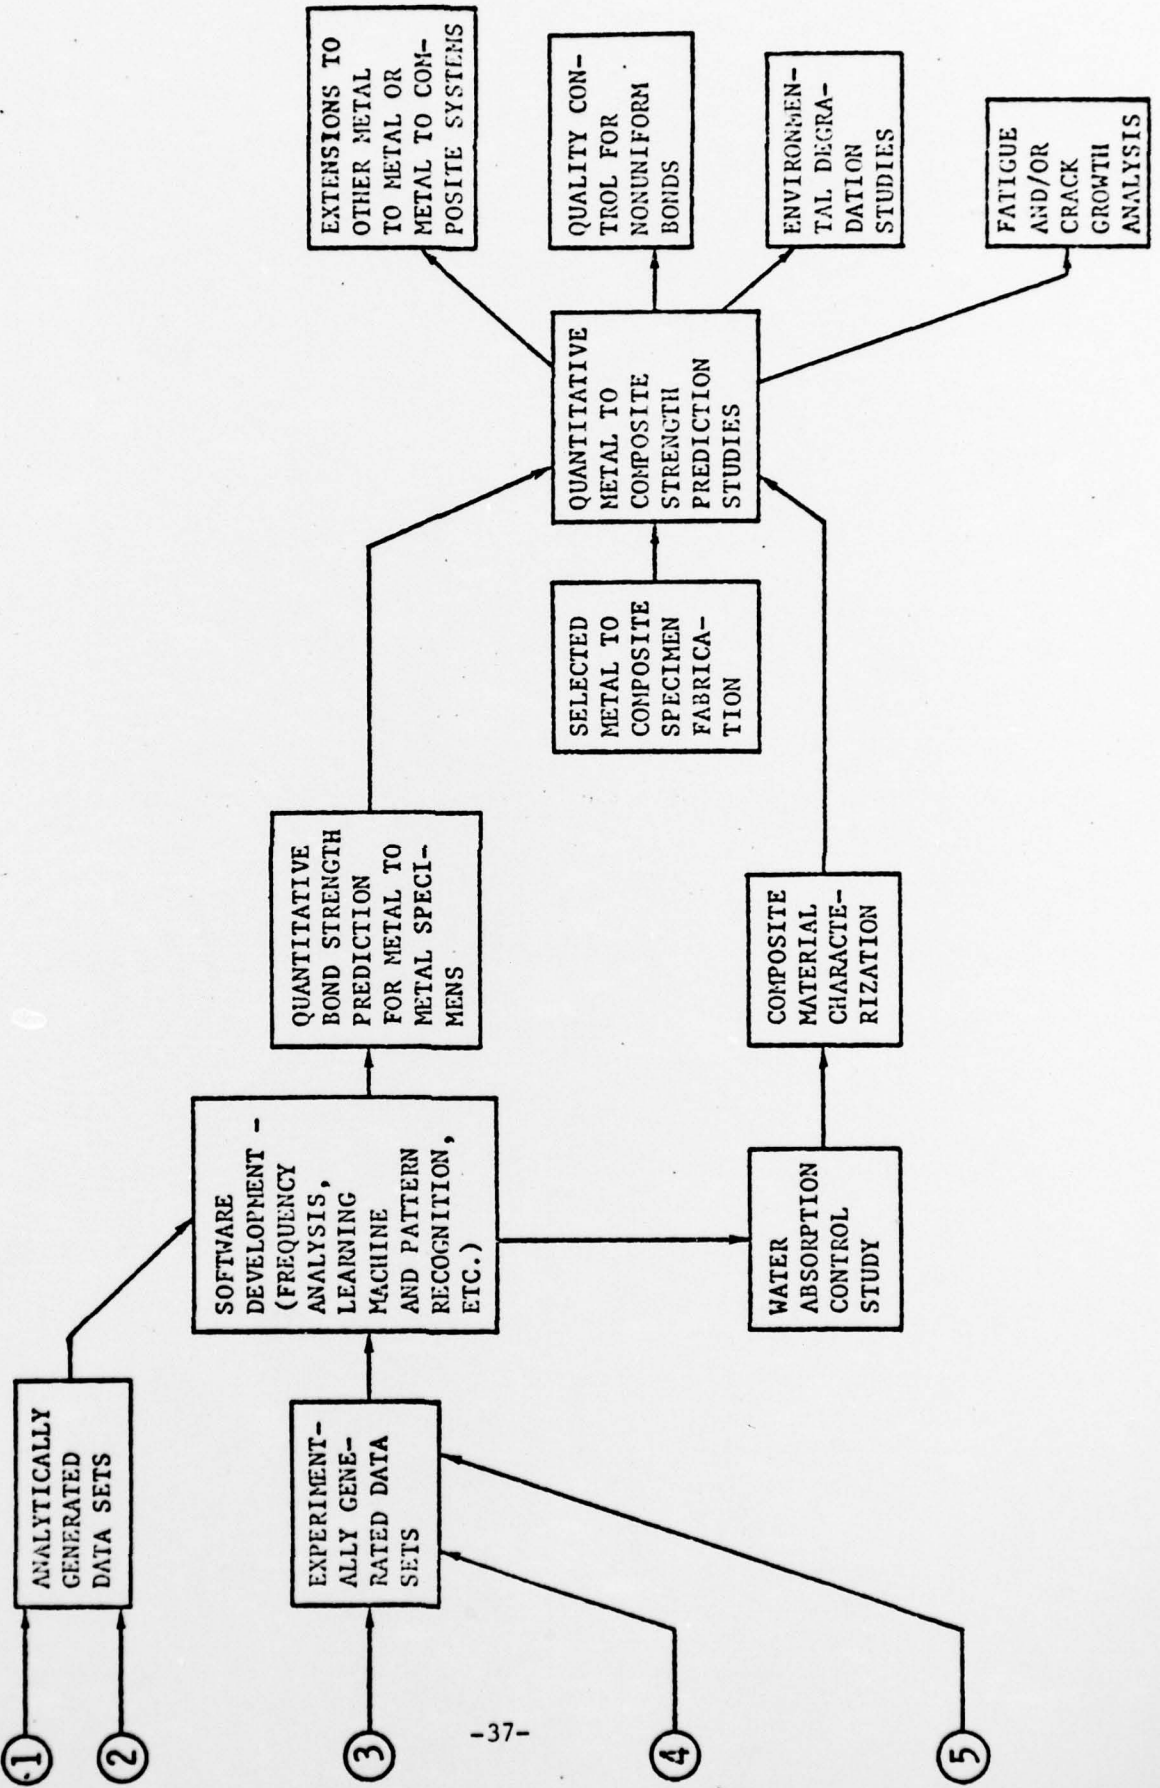 1
2
3
4
5
ANALYTICALLY
GENERATED
DATA SETS
EXPERIMENT-
ALLY GENE-
RATED DATA
SETS
SOFTWARE
DEVELOPMENT -
(FREQUENCY
ANALYSIS,
LEARNING
MACHINE
AND PATTERN
RECOGNITION,
ETC.)
WATER
ABSORPTION
CONTROL
STUDY
QUANTITATIVE
BOND STRENGTH
PREDICTION
FOR METAL TO
METAL SPECI-
MENS
COMPOSITE
MATERIAL
CHARACTE-
RIZATION
SELECTED
METAL TO
COMPOSITE
SPECIMEN
FABRICA-
TION
QUANTITATIVE
METAL TO
COMPOSITE
STRENGTH
PREDICTION
STUDIES
EXTENSIONS TO
OTHER METAL
TO METAL OR
METAL TO COM-
POSITE SYSTEMS
QUALITY CON-
TROL FOR
NONUNIFORM
BONDS
ENVIRONMEN-
TAL DEGRA-
DATION
STUDIES
FATIGUE
AND/OR
CRACK
GROWTH
ANALYSIS
-37-